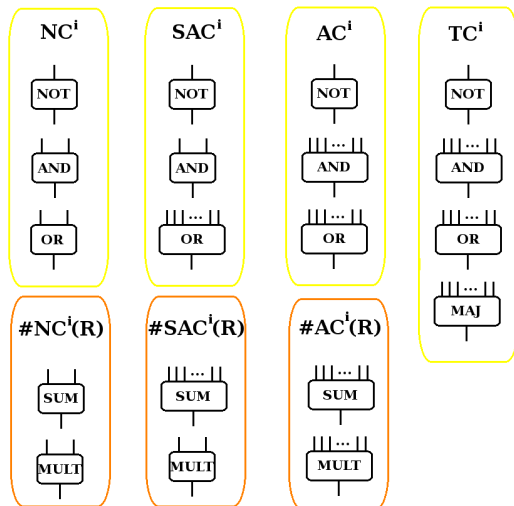 NCⁱ
NOT
AND
OR
SACⁱ
NOT
AND
...
OR
ACⁱ
NOT
...
AND
...
OR
TCⁱ
NOT
...
AND
...
OR
...
MAJ
#NCⁱ(R)
SUM
MULT
#SACⁱ(R)
...
SUM
MULT
#ACⁱ(R)
...
SUM
...
MULT